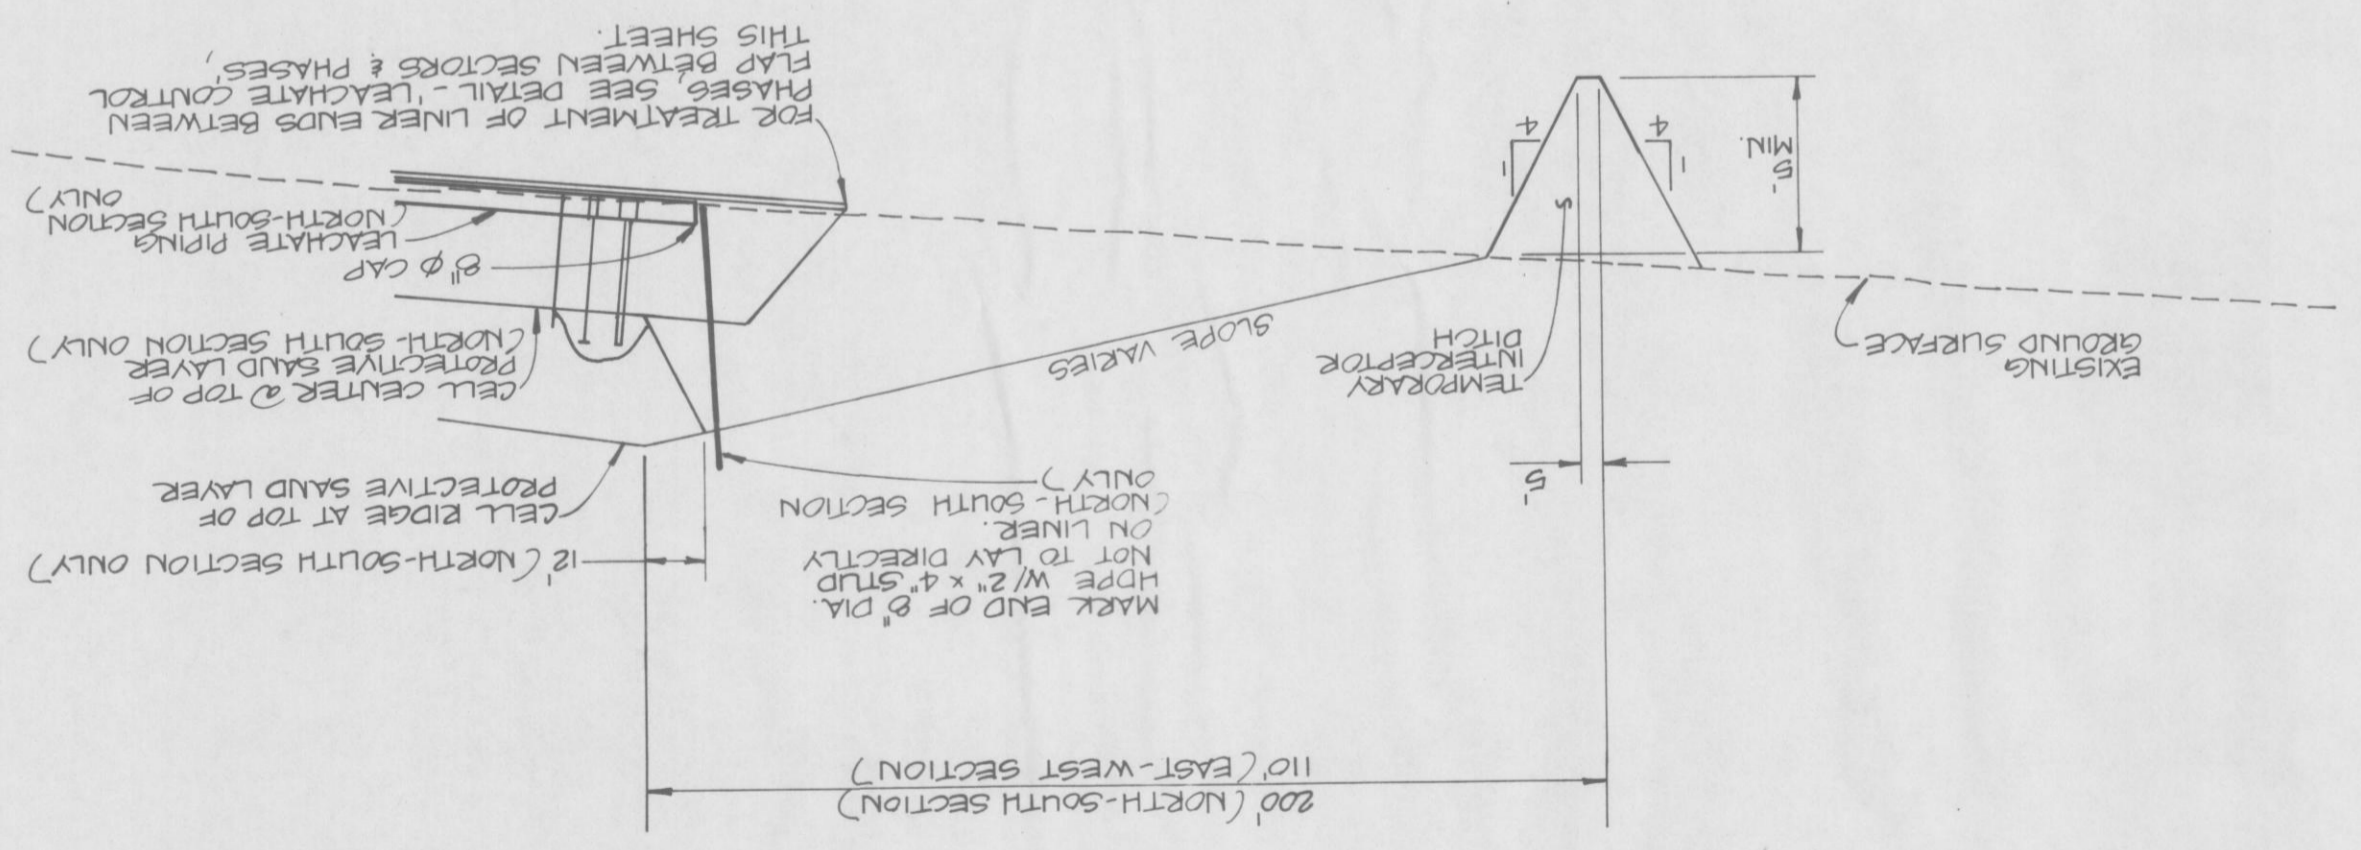 200' (NORTH-SOUTH SECTION)
110' (EAST-WEST SECTION)
MARK END OF 8" DIA.
HDPE W/2" x 4" STUD
NOT TO LAY DIRECTLY
ON LINER.
(NORTH-SOUTH SECTION
ONLY)
12' (NORTH-SOUTH SECTION ONLY)
CELL RIDGE AT TOP OF
PROTECTIVE SAND LAYER
5'
EXISTING
GROUND SURFACE
TEMPORARY
INTERCEPTOR
DITCH
SLOPE VARIES
CELL CENTER @ TOP OF
PROTECTIVE SAND LAYER
(NORTH-SOUTH SECTION ONLY)
8" Ø CAP
LEACHATE PIPING
(NORTH-SOUTH SECTION
ONLY)
5'
MIN.
1
4
1
4
FOR TREATMENT OF LINER ENDS BETWEEN
PHASES, SEE DETAIL - 'LEACHATE CONTROL
FLAP BETWEEN SECTORS & PHASES',
THIS SHEET.